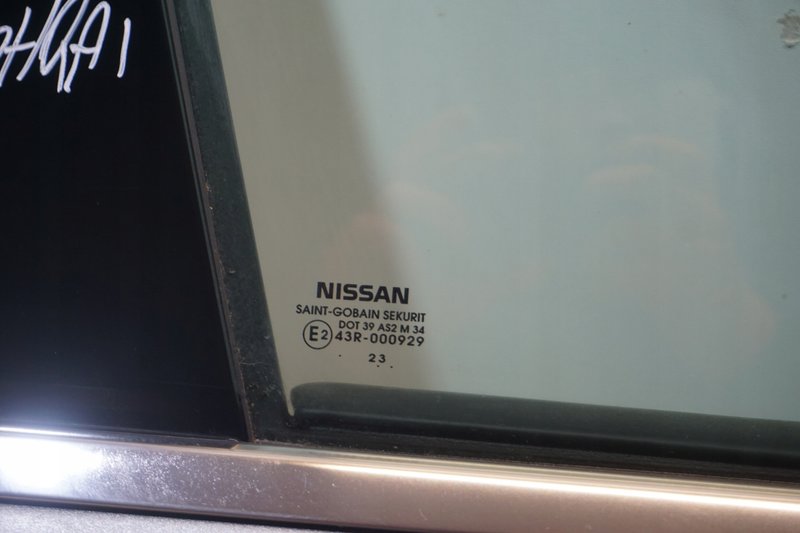 NISSAN
SAINT-GOBAIN SEKURIT
DOT 39 AS2 M 34
E2 43R-000929
. 23 . .